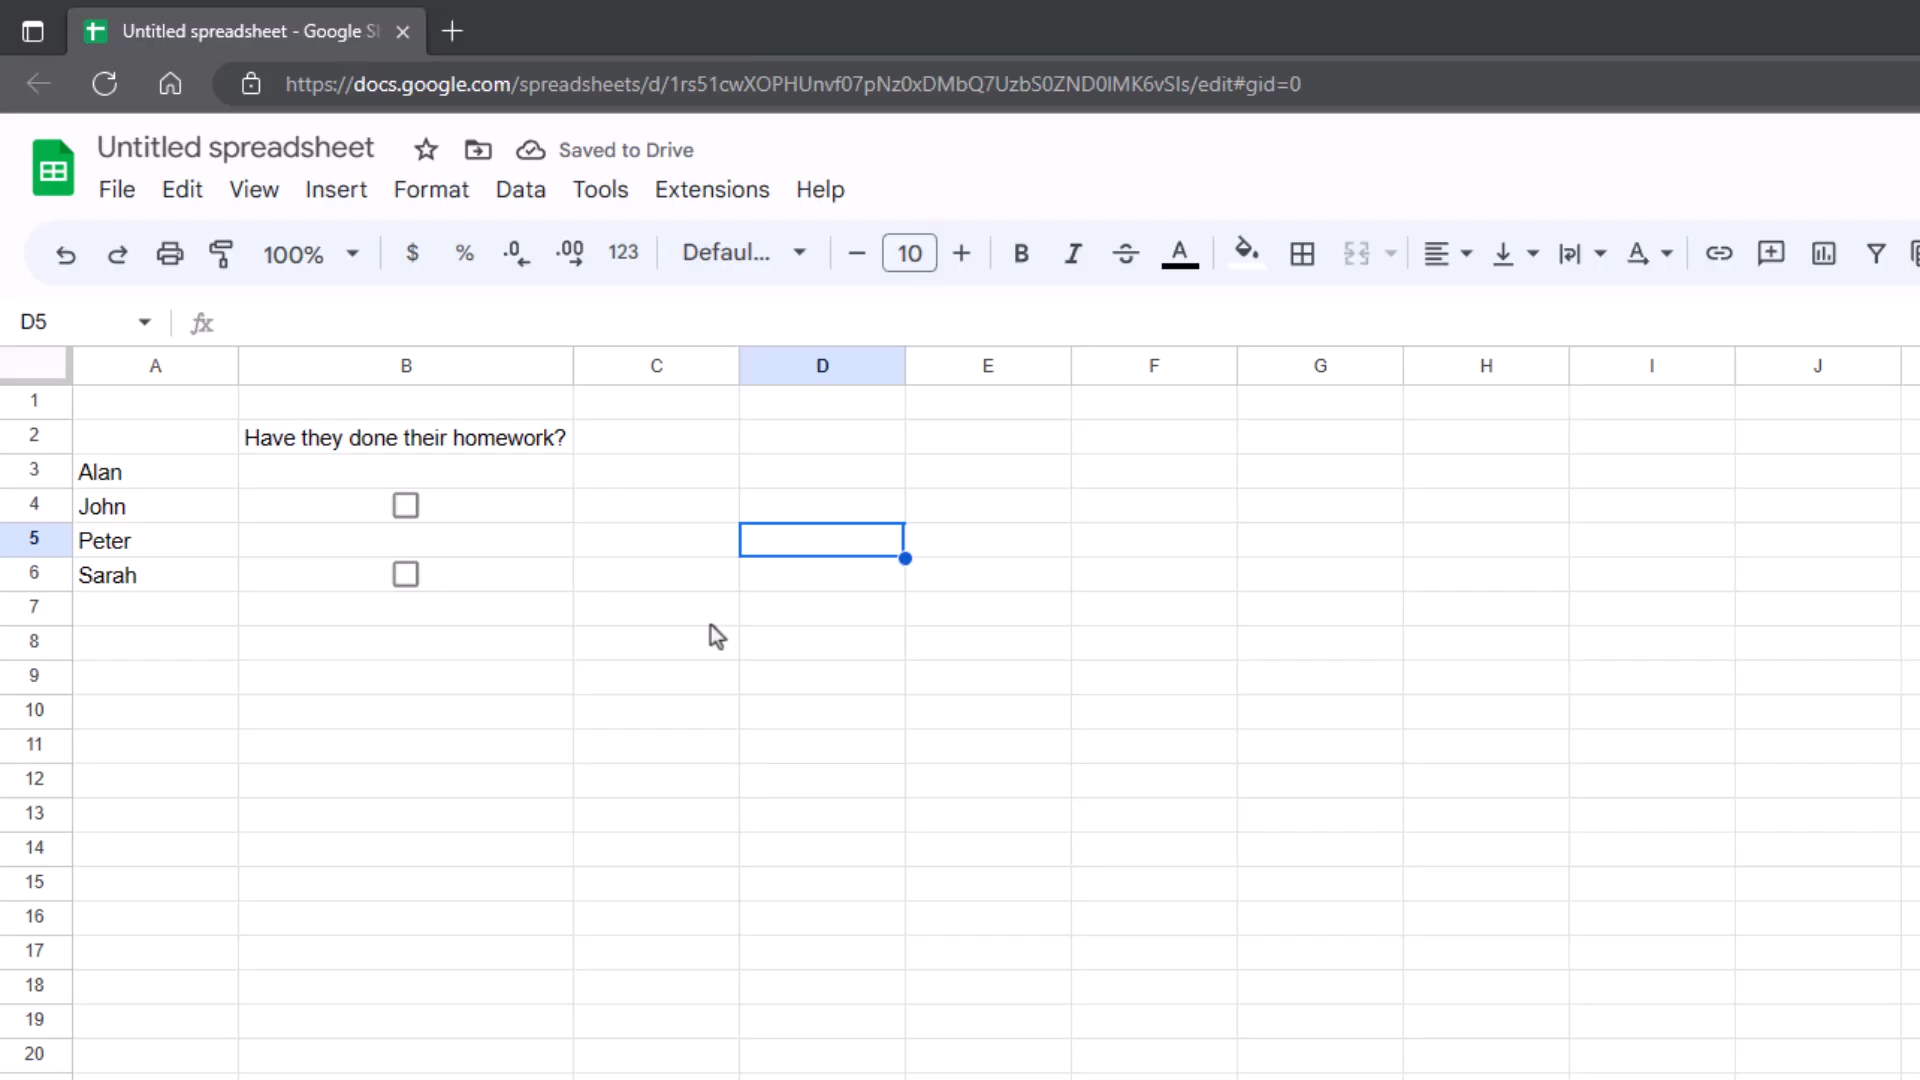 Untitled spreadsheet - Google S
https://docs.google.com/spreadsheets/d/1rs51cwXOPHUnvf07pNz0xDMbQ7UzbS0ZND0IMK6vSIs/edit#gid=0
Untitled spreadsheet Saved to Drive
File Edit View Insert Format Data Tools Extensions Help
100% $ % .0 .00 123 Defaul... 10 B I A A
D5 fx
A B C D E F G H I J
1
2 Have they done their homework?
3 Alan
4 John
5 Peter
6 Sarah
7
8
9
10
11
12
13
14
15
16
17
18
19
20